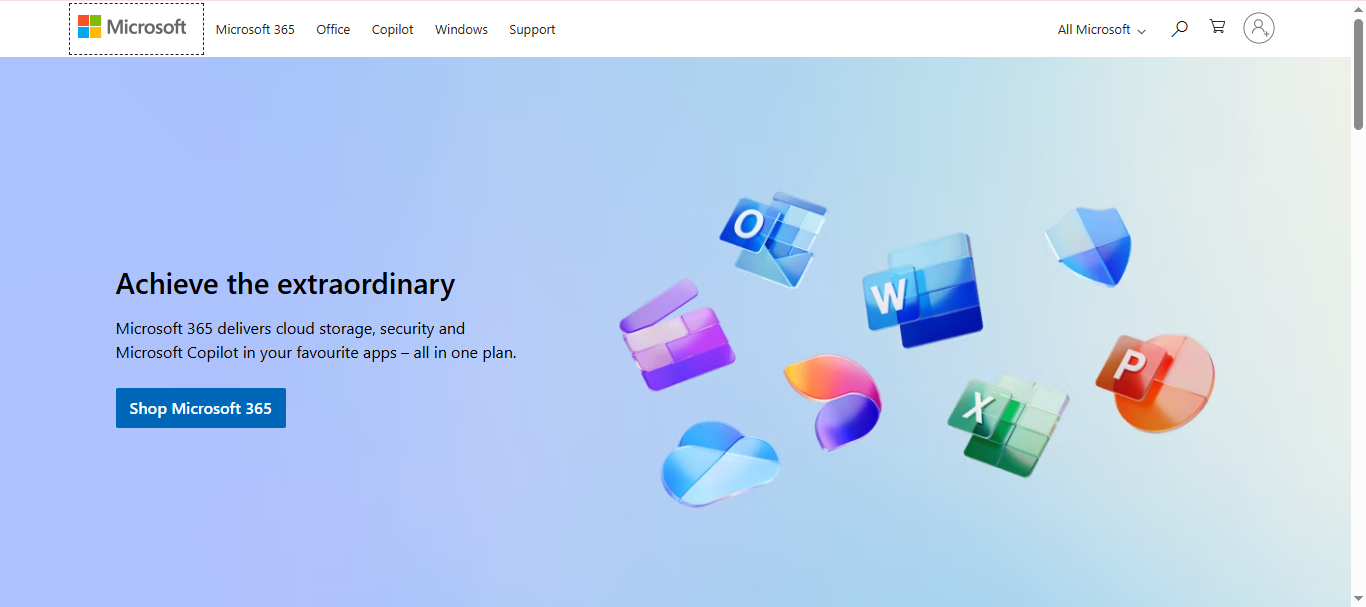 Microsoft
Microsoft 365
Office
Copilot
Windows
Support
All Microsoft
Achieve the extraordinary
Microsoft 365 delivers cloud storage, security and
Microsoft Copilot in your favourite apps – all in one plan.
Shop Microsoft 365
O
W
P
X